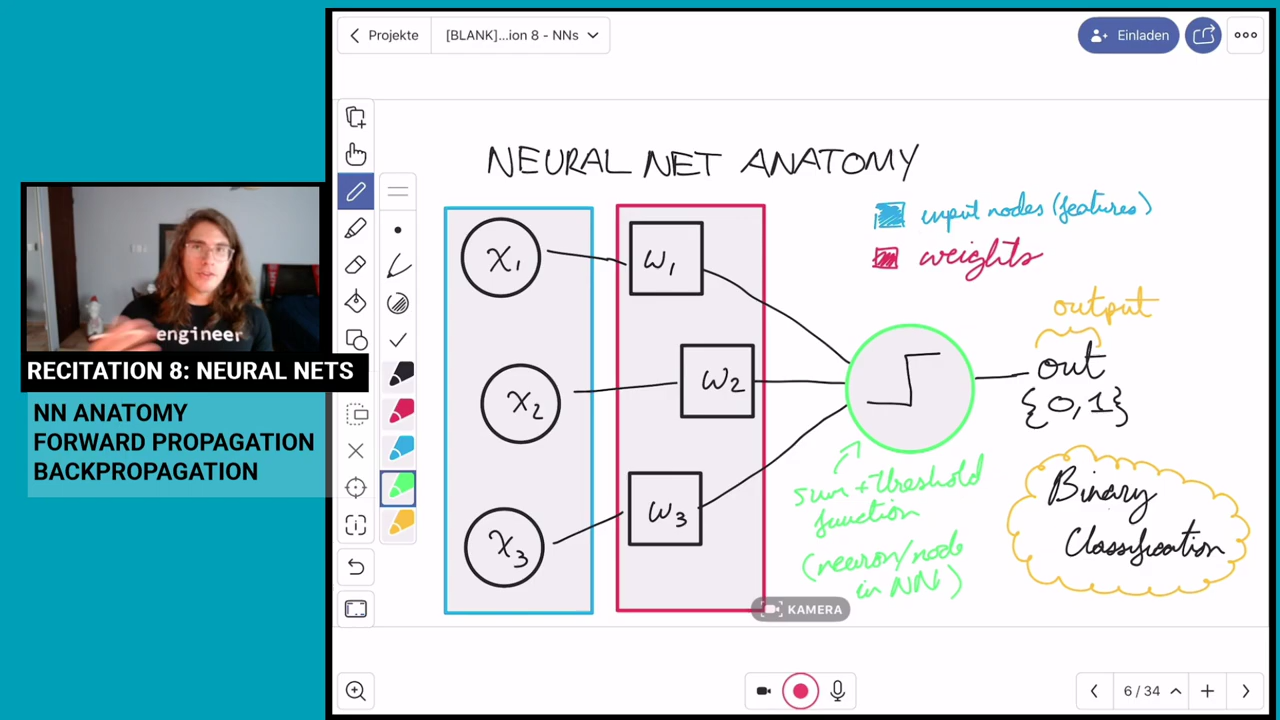 Projekte
[BLANK]...ion 8 - NNs
Einladen
NEURAL NET ANATOMY
input nodes (features)
weights
x1
w1
x2
w2
x3
w3
output
out
{0,1}
sum + threshold
function
(neuron/node
in NN)
Binary
Classification
engineer
RECITATION 8: NEURAL NETS
NN ANATOMY
FORWARD PROPAGATION
BACKPROPAGATION
KAMERA
6 / 34